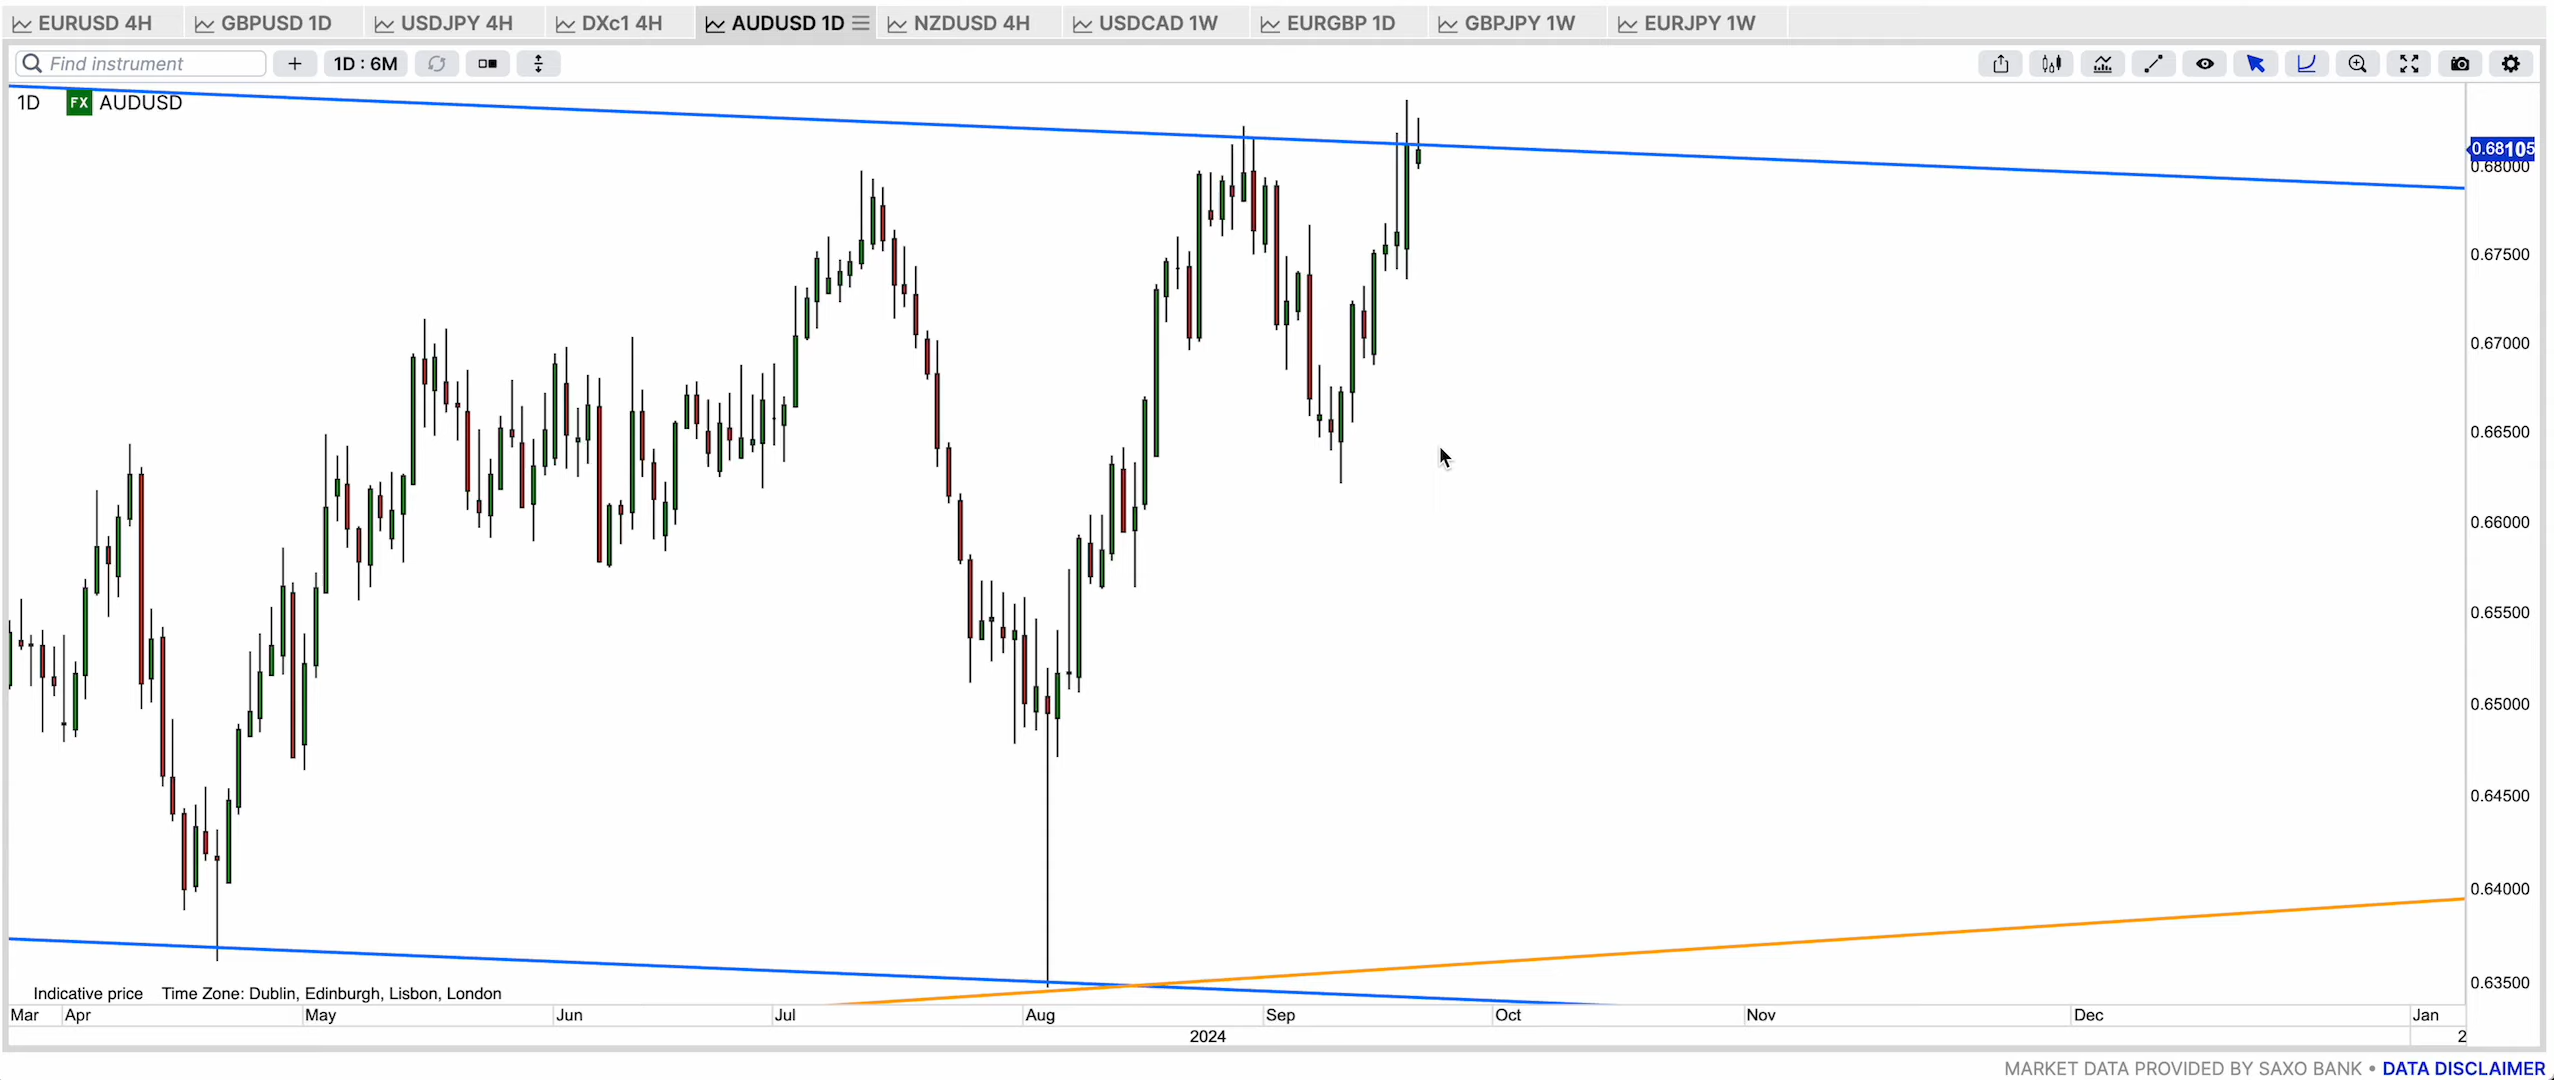 EURUSD 4H GBPUSD 1D USDJPY 4H DXc1 4H AUDUSD 1D NZDUSD 4H USDCAD 1W EURGBP 1D GBPJPY 1W EURJPY 1W
Find instrument + 1D : 6M
1D FX AUDUSD
0.68105
0.68000
0.67500
0.67000
0.66500
0.66000
0.65500
0.65000
0.64500
0.64000
0.63500
Indicative price Time Zone: Dublin, Edinburgh, Lisbon, London
Mar Apr May Jun Jul Aug Sep Oct Nov Dec Jan
2024 2
MARKET DATA PROVIDED BY SAXO BANK • DATA DISCLAIMER